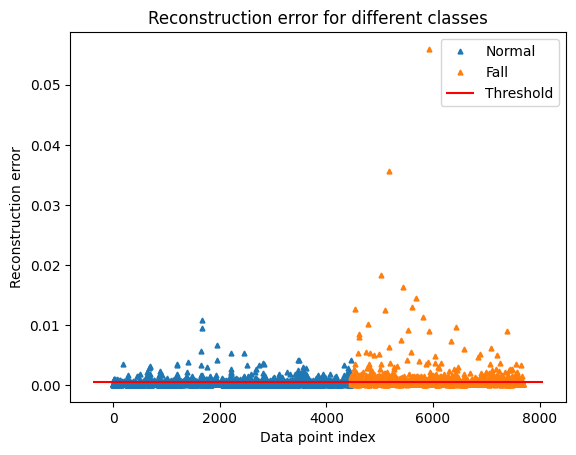 Reconstruction error for different classes
Normal
Fall
Threshold
Reconstruction error
0.05
0.04
0.03
0.02
0.01
0.00
0
2000
4000
6000
8000
Data point index